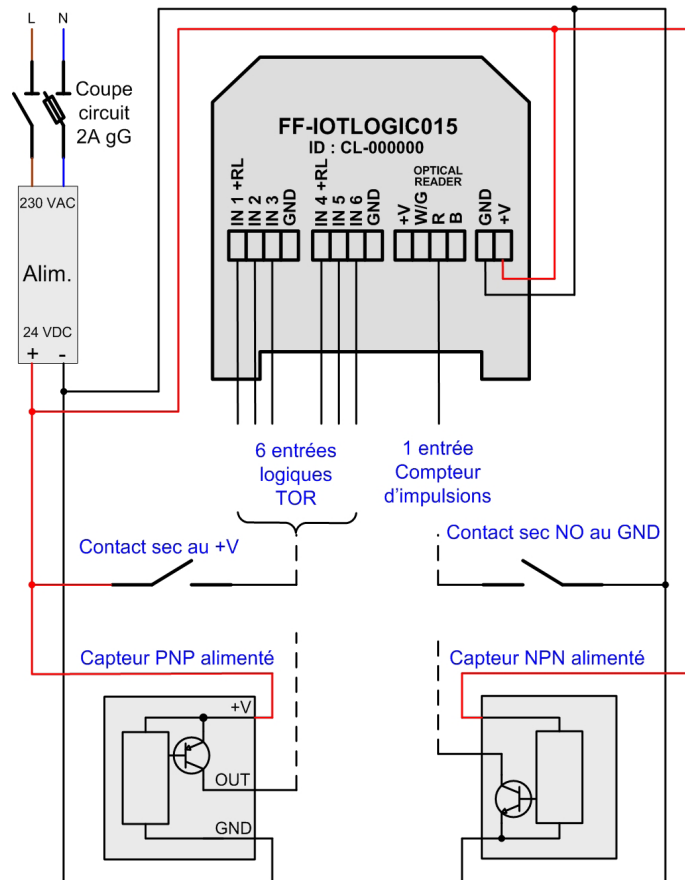 L N
Coupe
circuit
2A gG
230 VAC
Alim.
24 VDC
+ -
FF-IOTLOGIC015
ID : CL-000000
OPTICAL
READER
IN 1 +RL
IN 2
IN 3
GND
IN 4 +RL
IN 5
IN 6
GND
+V
W/G
R
B
GND
+V
6 entrées
logiques
TOR
1 entrée
Compteur
d'impulsions
Contact sec au +V
Contact sec NO au GND
Capteur PNP alimenté
Capteur NPN alimenté
+V
OUT
GND